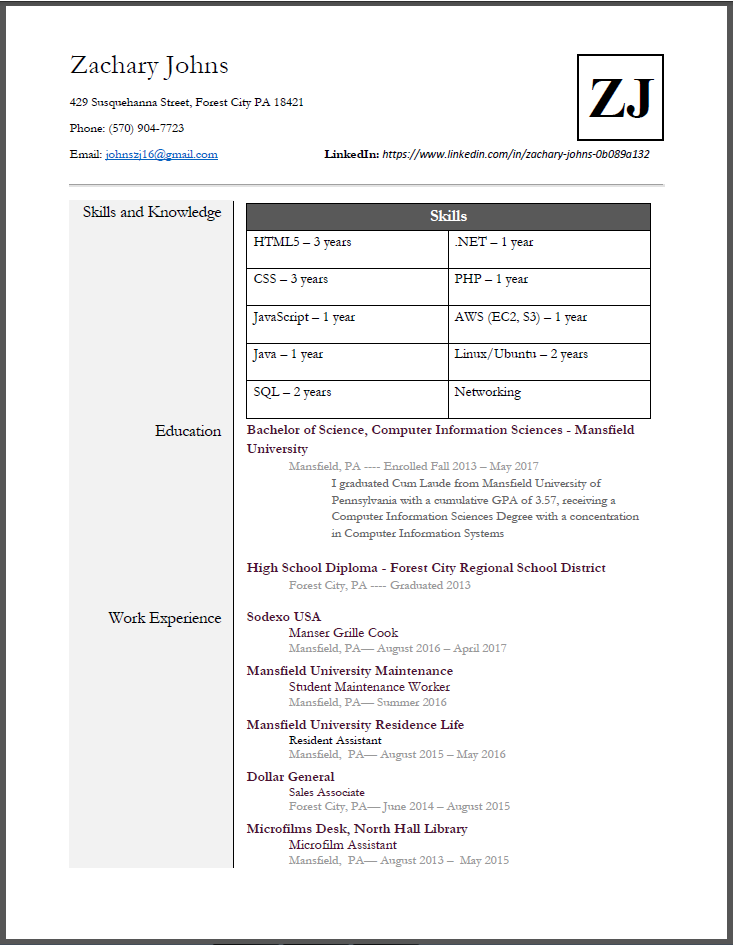 Zachary Johns
ZJ
429 Susquehanna Street, Forest City PA 18421
Phone: (570) 904-7723
Email: johnszj16@gmail.com LinkedIn: https://www.linkedin.com/in/zachary-johns-0b089a132
Skills and Knowledge
Skills
HTML5 – 3 years .NET – 1 year
CSS – 3 years PHP – 1 year
JavaScript – 1 year AWS (EC2, S3) – 1 year
Java – 1 year Linux/Ubuntu – 2 years
SQL – 2 years Networking
Education
Bachelor of Science, Computer Information Sciences - Mansfield
University
Mansfield, PA ---- Enrolled Fall 2013 – May 2017
I graduated Cum Laude from Mansfield University of
Pennsylvania with a cumulative GPA of 3.57, receiving a
Computer Information Sciences Degree with a concentration
in Computer Information Systems
High School Diploma - Forest City Regional School District
Forest City, PA ---- Graduated 2013
Work Experience
Sodexo USA
Manser Grille Cook
Mansfield, PA— August 2016 – April 2017
Mansfield University Maintenance
Student Maintenance Worker
Mansfield, PA— Summer 2016
Mansfield University Residence Life
Resident Assistant
Mansfield, PA— August 2015 – May 2016
Dollar General
Sales Associate
Forest City, PA— June 2014 – August 2015
Microfilms Desk, North Hall Library
Microfilm Assistant
Mansfield, PA— August 2013 – May 2015